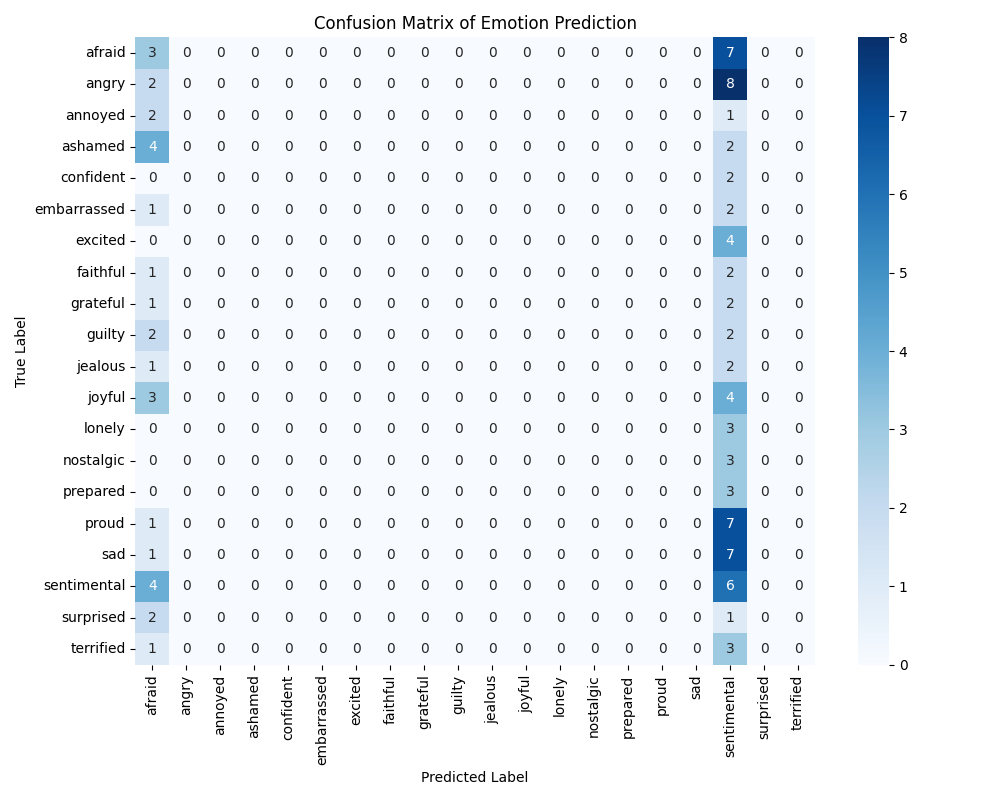 Confusion Matrix of Emotion Prediction
True Label
afraid 3 0 0 0 0 0 0 0 0 0 0 0 0 0 0 0 0 7 0 0
angry 2 0 0 0 0 0 0 0 0 0 0 0 0 0 0 0 0 8 0 0
annoyed 2 0 0 0 0 0 0 0 0 0 0 0 0 0 0 0 0 1 0 0
ashamed 4 0 0 0 0 0 0 0 0 0 0 0 0 0 0 0 0 2 0 0
confident 0 0 0 0 0 0 0 0 0 0 0 0 0 0 0 0 0 2 0 0
embarrassed 1 0 0 0 0 0 0 0 0 0 0 0 0 0 0 0 0 2 0 0
excited 0 0 0 0 0 0 0 0 0 0 0 0 0 0 0 0 0 4 0 0
faithful 1 0 0 0 0 0 0 0 0 0 0 0 0 0 0 0 0 2 0 0
grateful 1 0 0 0 0 0 0 0 0 0 0 0 0 0 0 0 0 2 0 0
guilty 2 0 0 0 0 0 0 0 0 0 0 0 0 0 0 0 0 2 0 0
jealous 1 0 0 0 0 0 0 0 0 0 0 0 0 0 0 0 0 2 0 0
joyful 3 0 0 0 0 0 0 0 0 0 0 0 0 0 0 0 0 4 0 0
lonely 0 0 0 0 0 0 0 0 0 0 0 0 0 0 0 0 0 3 0 0
nostalgic 0 0 0 0 0 0 0 0 0 0 0 0 0 0 0 0 0 3 0 0
prepared 0 0 0 0 0 0 0 0 0 0 0 0 0 0 0 0 0 3 0 0
proud 1 0 0 0 0 0 0 0 0 0 0 0 0 0 0 0 0 7 0 0
sad 1 0 0 0 0 0 0 0 0 0 0 0 0 0 0 0 0 7 0 0
sentimental 4 0 0 0 0 0 0 0 0 0 0 0 0 0 0 0 0 6 0 0
surprised 2 0 0 0 0 0 0 0 0 0 0 0 0 0 0 0 0 1 0 0
terrified 1 0 0 0 0 0 0 0 0 0 0 0 0 0 0 0 0 3 0 0
afraid angry annoyed ashamed confident embarrassed excited faithful grateful guilty jealous joyful lonely nostalgic prepared proud sad sentimental surprised terrified
Predicted Label
8
7
6
5
4
3
2
1
0